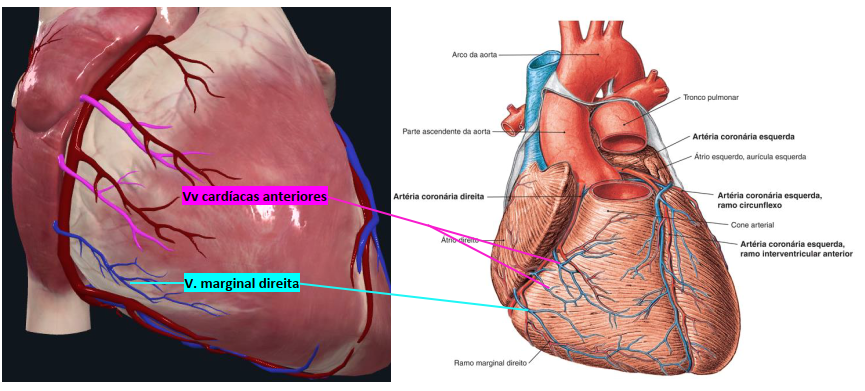 Vv cardíacas anteriores
V. marginal direita
Arco da aorta
Tronco pulmonar
Parte ascendente da aorta
Artéria coronária esquerda
Átrio esquerdo, aurícula esquerda
Artéria coronária direita
Artéria coronária esquerda,
ramo circunflexo
Cone arterial
Átrio direito
Artéria coronária esquerda,
ramo interventricular anterior
Ramo marginal direito